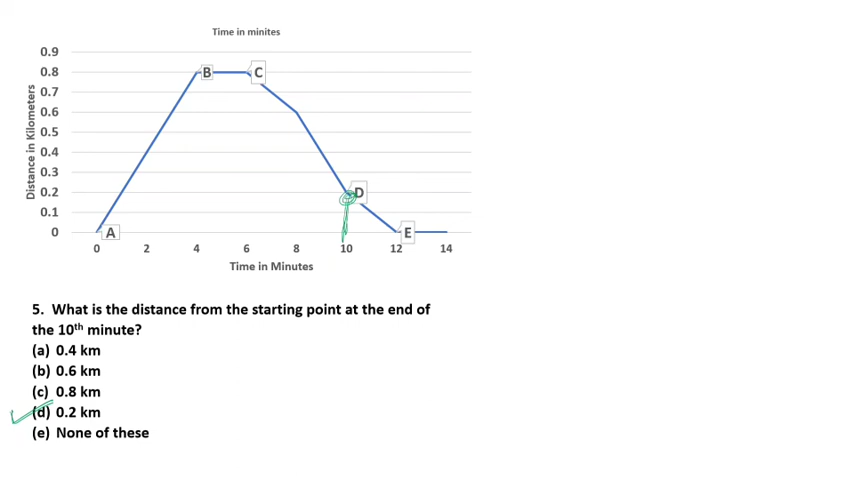 Time in minites
0.9
0.8
0.7
0.6
0.5
0.4
0.3
0.2
0.1
0
Distance in Kilometers
A
B
C
D
E
0 2 4 6 8 10 12 14
Time in Minutes
5. What is the distance from the starting point at the end of
the 10th minute?
(a) 0.4 km
(b) 0.6 km
(c) 0.8 km
(d) 0.2 km
(e) None of these